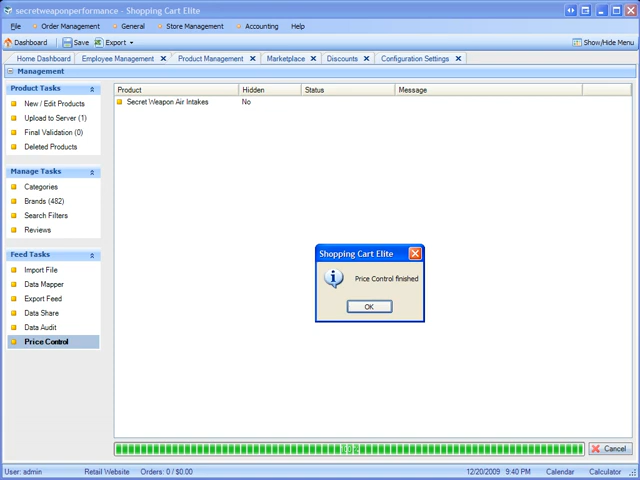 secretweaponperformance - Shopping Cart Elite
File Order Management General Store Management Accounting Help
Dashboard Save Export Show/Hide Menu
Home Dashboard Employee Management Product Management Marketplace Discounts Configuration Settings
Management
Product Tasks
New / Edit Products
Upload to Server (1)
Final Validation (0)
Deleted Products
Manage Tasks
Categories
Brands (482)
Search Filters
Reviews
Feed Tasks
Import File
Data Mapper
Export Feed
Data Share
Data Audit
Price Control
Product Hidden Status Message
Secret Weapon Air Intakes No
Shopping Cart Elite
Price Control finished
OK
Cancel
User: admin Retail Website Orders: 0 / $0.00 12/20/2009 9:40 PM Calendar Calculator